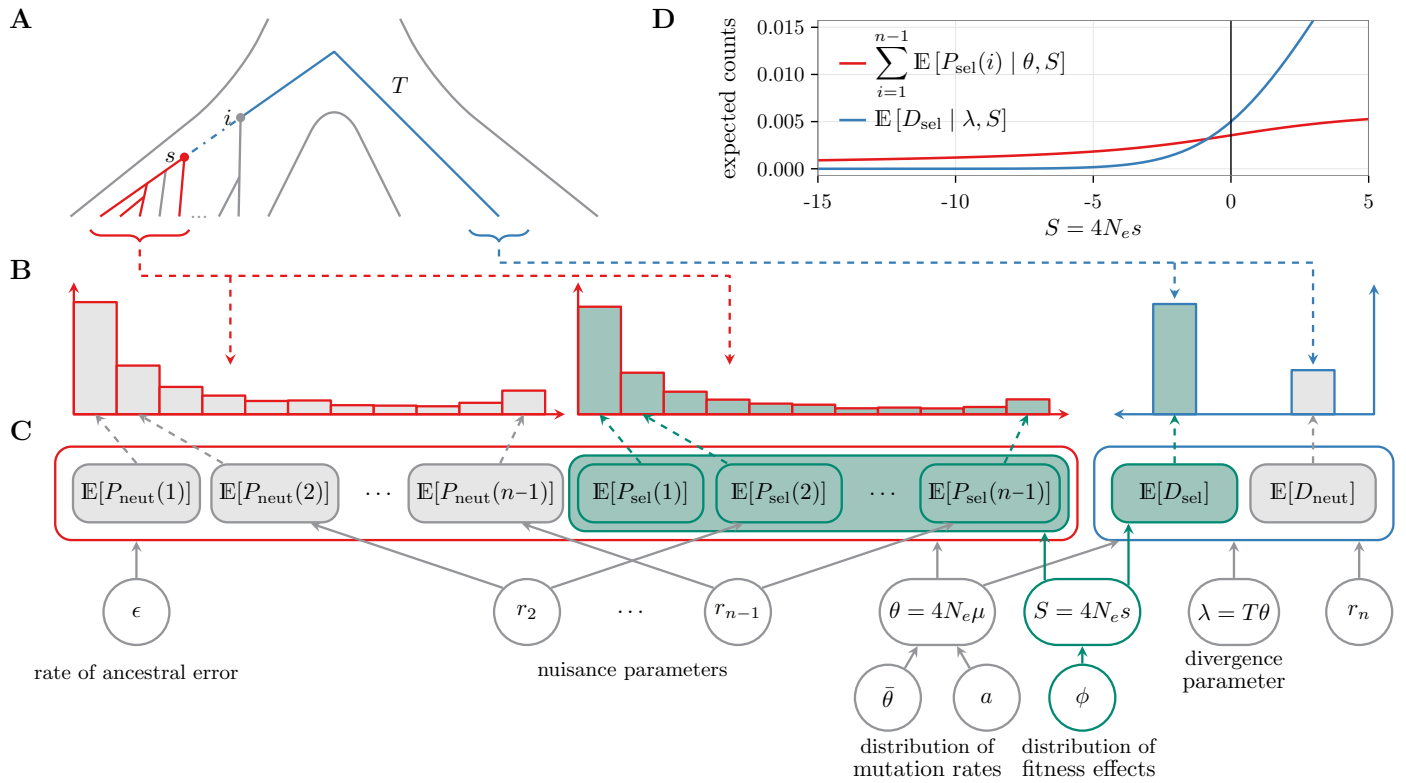 A
T
i
s
...
D
expected counts
0.015
0.010
0.005
0.000
∑_{i=1}^{n−1} 𝔼 [P_sel(i) | θ, S]
𝔼 [D_sel | λ, S]
-15 -10 -5 0 5
S = 4N_e s
B
C
𝔼[P_neut(1)] 𝔼[P_neut(2)] ··· 𝔼[P_neut(n−1)] 𝔼[P_sel(1)] 𝔼[P_sel(2)] ··· 𝔼[P_sel(n−1)] 𝔼[D_sel] 𝔼[D_neut]
ϵ r_2 ··· r_{n−1} θ = 4N_e μ S = 4N_e s λ = Tθ r_n
rate of ancestral error
nuisance parameters
divergence
parameter
θ̄ a ϕ
distribution of
mutation rates
distribution of
fitness effects